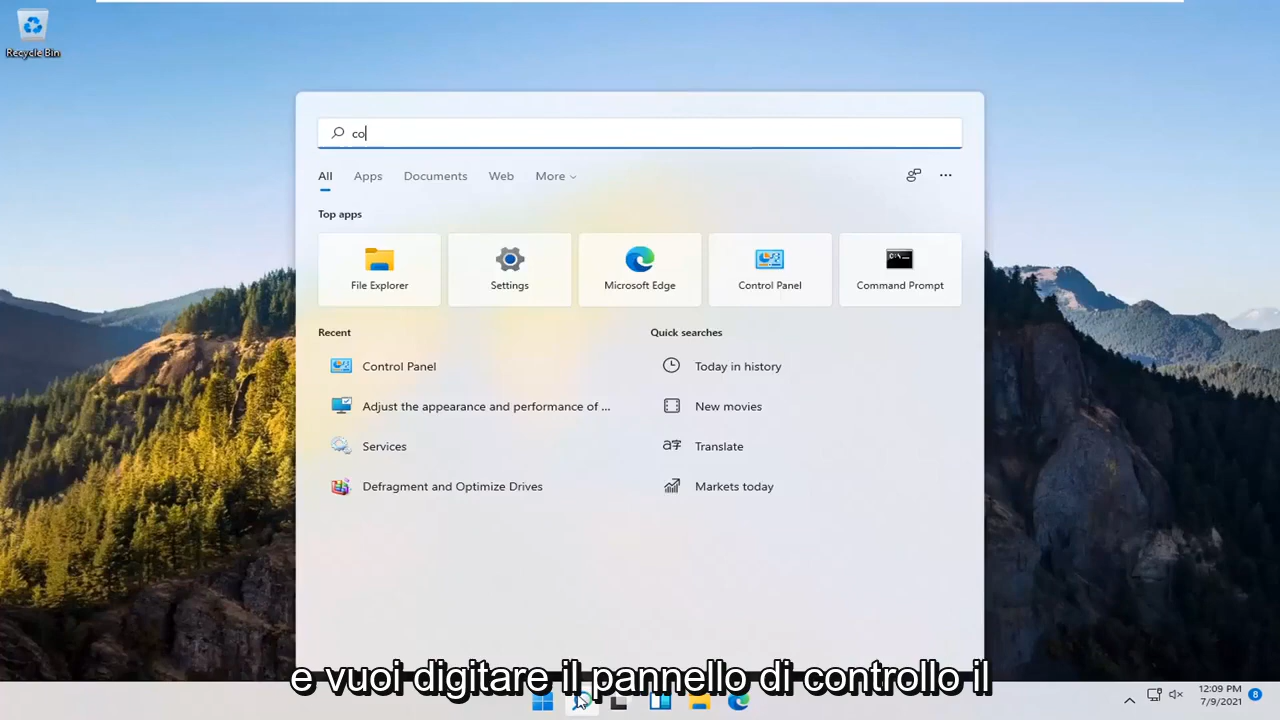 Recycle Bin
co
All Apps Documents Web More
Top apps
File Explorer Settings Microsoft Edge Control Panel Command Prompt
Recent
Control Panel
Adjust the appearance and performance of ...
Services
Defragment and Optimize Drives
Quick searches
Today in history
New movies
Translate
Markets today
e vuoi digitare il pannello di controllo il
12:09 PM
7/9/2021
8